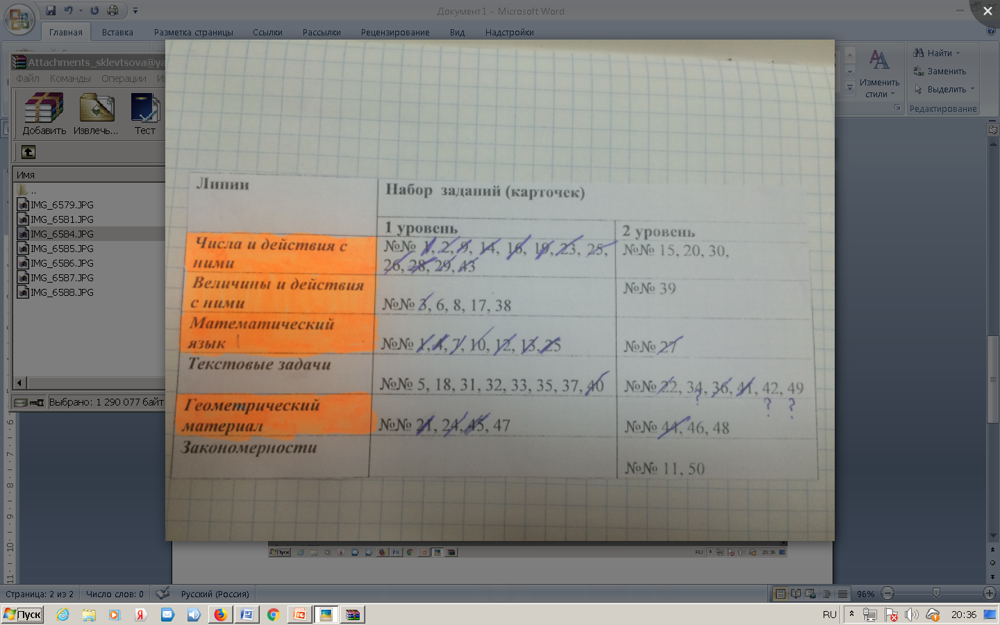 Документ1 - Microsoft Word
Главная Вставка Разметка страницы Ссылки Рассылки Рецензирование Вид Надстройки
Найти
Заменить
Выделить
Изменить стили
Редактирование
Attachments_sklevtsova@ya
Файл Команды Операции
Добавить Извлечь... Тест
Имя
..
IMG_6579.JPG
IMG_6581.JPG
IMG_6584.JPG
IMG_6585.JPG
IMG_6586.JPG
IMG_6587.JPG
IMG_6588.JPG
Выбрано: 1 290 077 байт
Линии
Набор заданий (карточек)
1 уровень
2 уровень
Числа и действия с
ними
№№ 1, 2, 9, 14, 16, 19, 23, 25,
26, 28, 29, 43
№№ 15, 20, 30,
Величины и действия
с ними
№№ 3, 6, 8, 17, 38
№№ 39
Математический
язык
№№ 1, 4, 7, 10, 12, 13, 25
№№ 27
Текстовые задачи
№№ 5, 18, 31, 32, 33, 35, 37, 40
№№ 22, 34, 36, 41, 42, 49
? ? ?
Геометрический
материал
№№ 21, 24, 45, 47
№№ 44, 46, 48
Закономерности
№№ 11, 50
Пуск RU 20:36
Страница: 2 из 2 Число слов: 0 Русский (Россия) 96%
Пуск RU 20:36